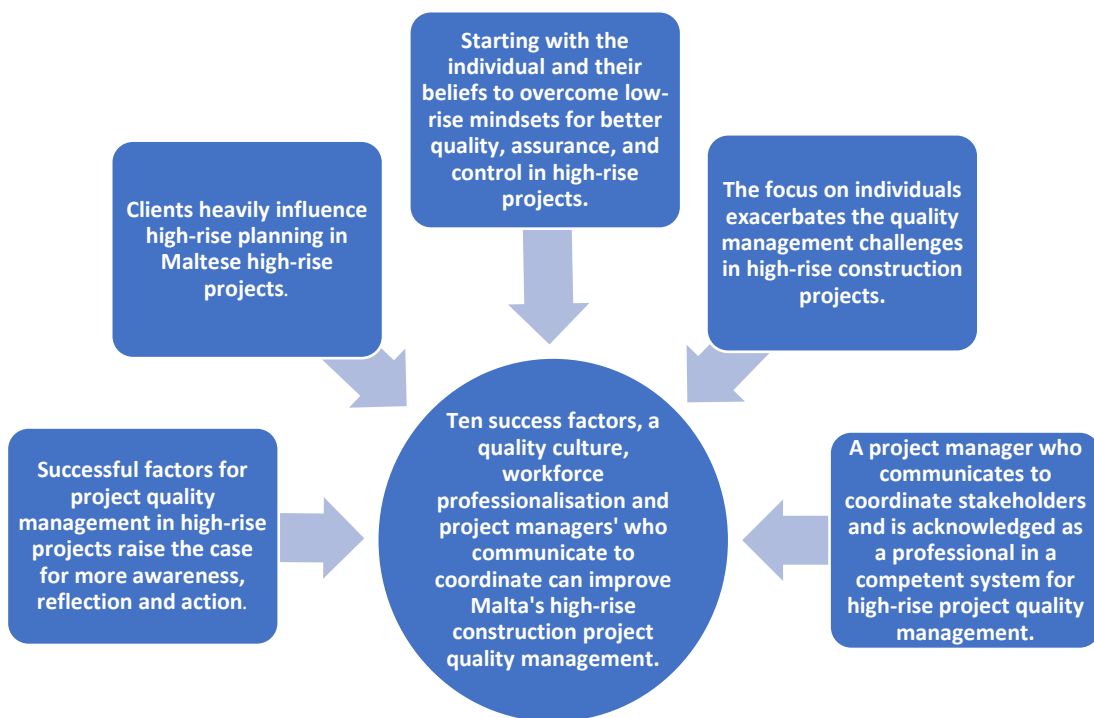 Starting with the
individual and their
beliefs to overcome low-
rise mindsets for better
quality, assurance, and
control in high-rise
projects.
Clients heavily influence
high-rise planning in
Maltese high-rise
projects.
The focus on individuals
exacerbates the quality
management challenges
in high-rise construction
projects.
Successful factors for
project quality
management in high-rise
projects raise the case
for more awareness,
reflection and action.
Ten success factors, a
quality culture,
workforce
professionalisation and
project managers' who
communicate to
coordinate can improve
Malta's high-rise
construction project
quality management.
A project manager who
communicates to
coordinate stakeholders
and is acknowledged as
a professional in a
competent system for
high-rise project quality
management.